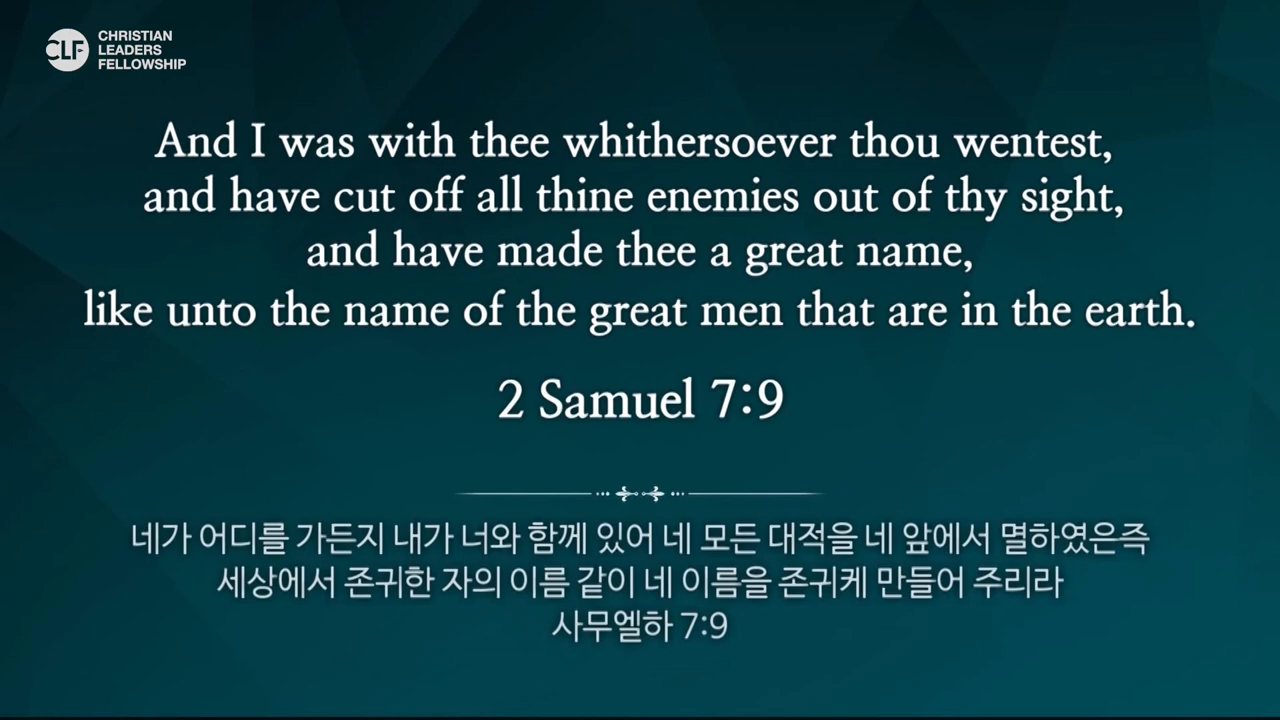 CLF
CHRISTIAN
LEADERS
FELLOWSHIP
And I was with thee whithersoever thou wentest,
and have cut off all thine enemies out of thy sight,
and have made thee a great name,
like unto the name of the great men that are in the earth.
2 Samuel 7:9
네가 어디를 가든지 내가 너와 함께 있어 네 모든 대적을 네 앞에서 멸하였은즉
세상에서 존귀한 자의 이름 같이 네 이름을 존귀케 만들어 주리라
사무엘하 7:9